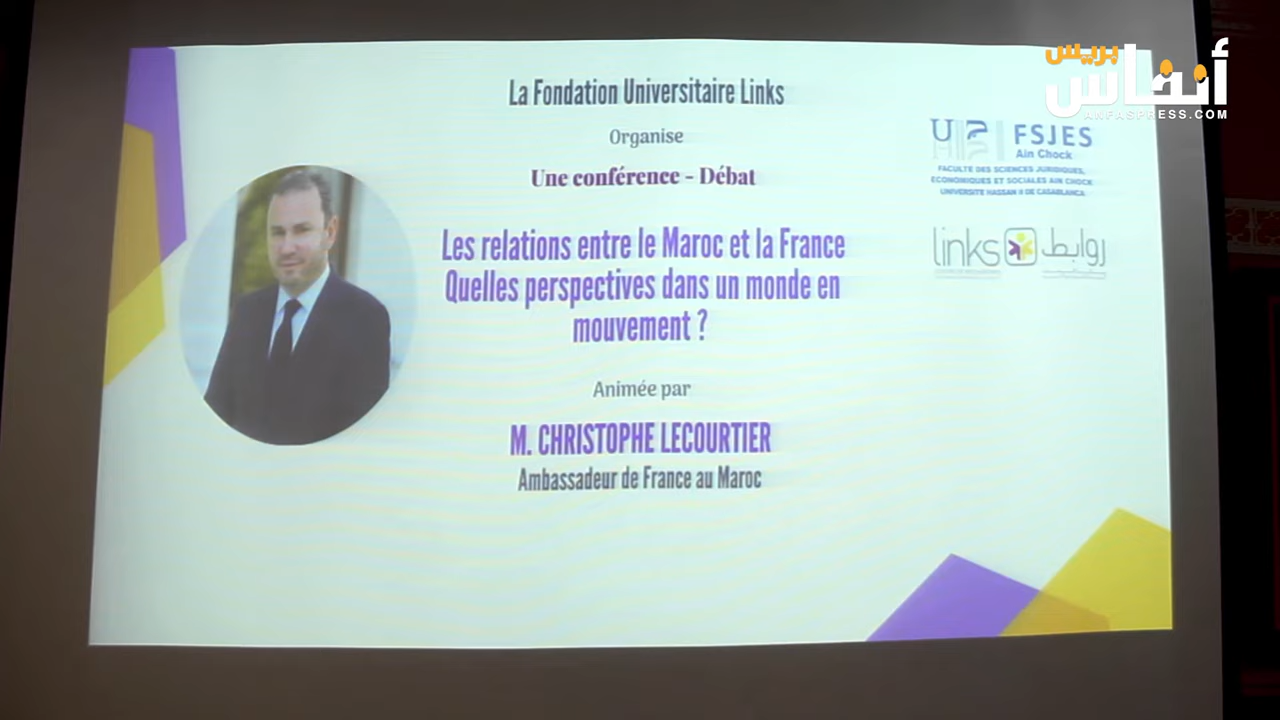 أنفاس بريس
ANFASPRESS.COM
La Fondation Universitaire Links
Organise
Une conférence - Débat
Les relations entre le Maroc et la France
Quelles perspectives dans un monde en
mouvement ?
Animée par
M. CHRISTOPHE LECOURTIER
Ambassadeur de France au Maroc
FSJES
Ain Chock
FACULTÉ DES SCIENCES JURIDIQUES,
ÉCONOMIQUES ET SOCIALES AIN CHOCK
UNIVERSITÉ HASSAN II DE CASABLANCA
links روابط